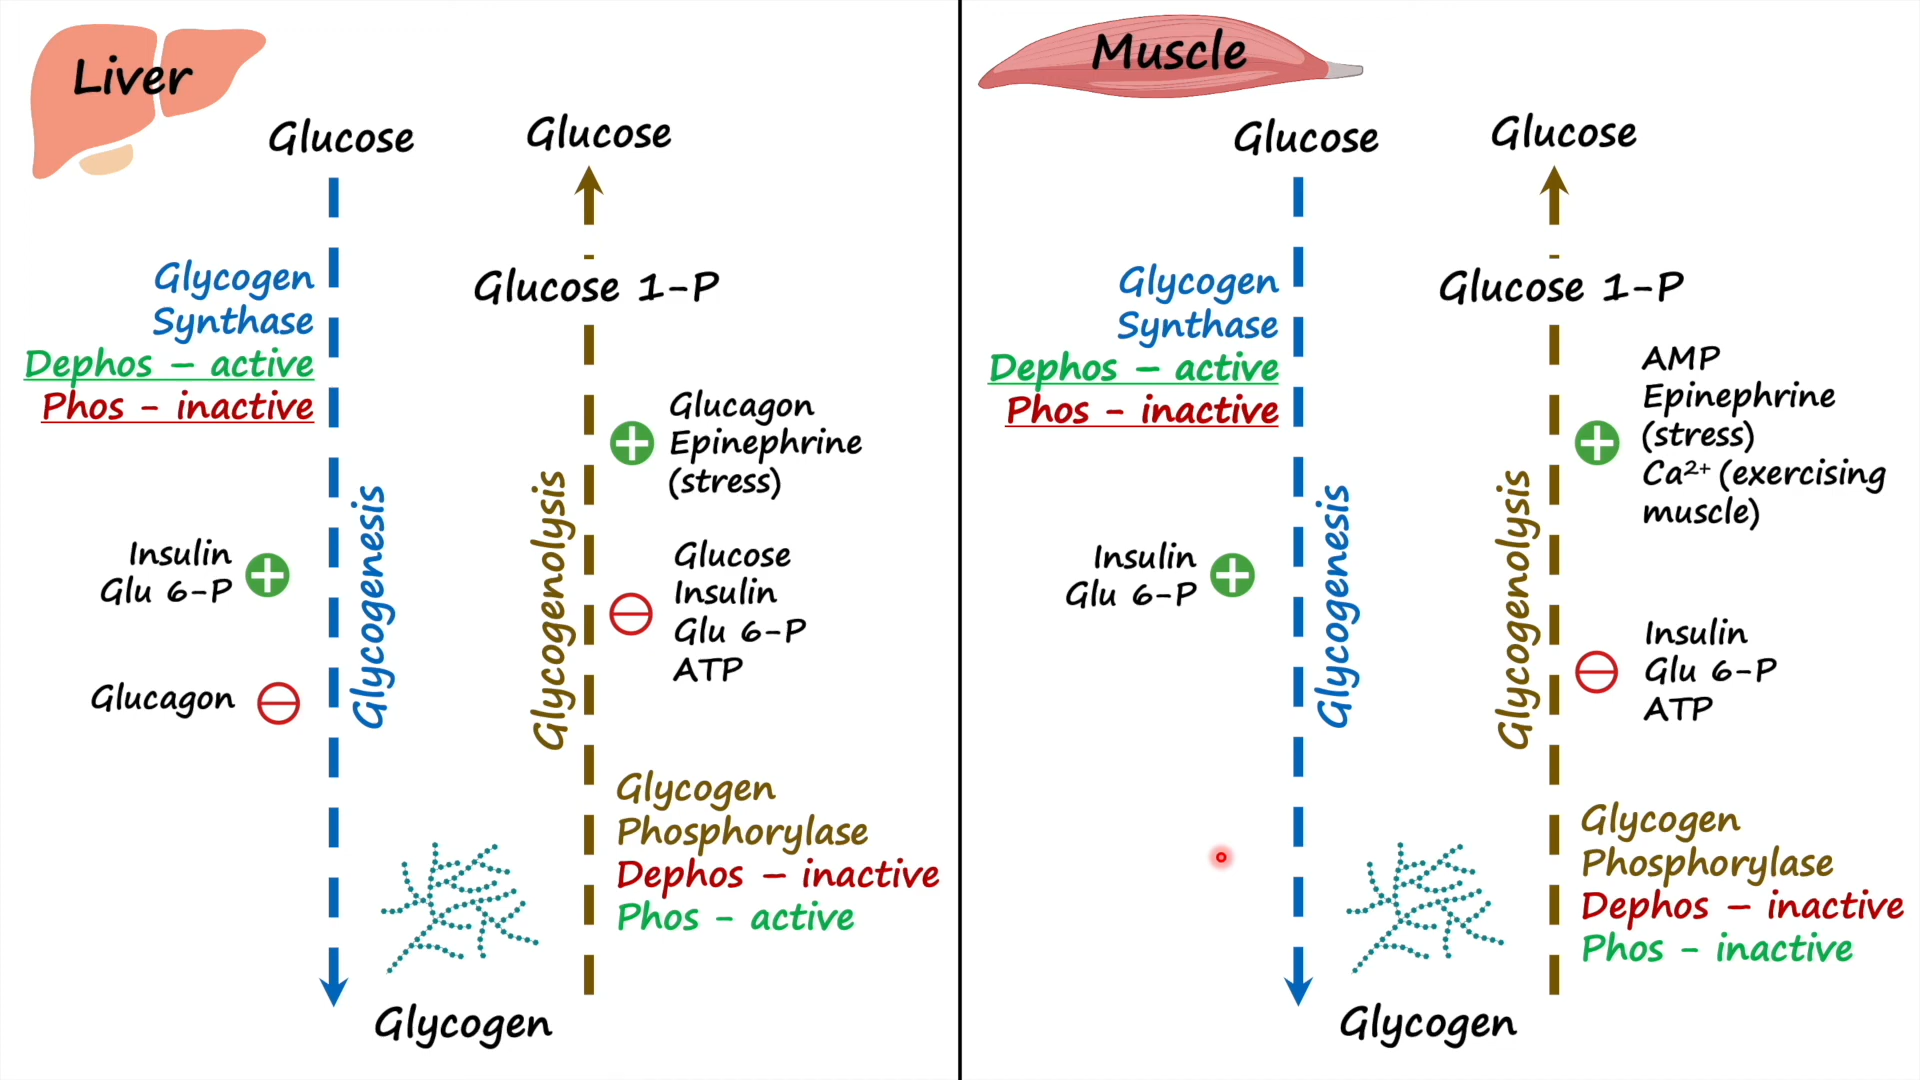 Liver
Glucose
Glucose
Glycogen
Synthase
Dephos – active
Phos – inactive
Glucose 1-P
Glucagon
Epinephrine
(stress)
Insulin
Glu 6-P
Glucagon
Glycogenesis
Glycogenolysis
Glucose
Insulin
Glu 6-P
ATP
Glycogen
Phosphorylase
Dephos – inactive
Phos – active
Glycogen
Muscle
Glucose
Glucose
Glycogen
Synthase
Dephos – active
Phos – inactive
Glucose 1-P
AMP
Epinephrine
(stress)
Ca²⁺ (exercising
muscle)
Insulin
Glu 6-P
Glycogenesis
Glycogenolysis
Insulin
Glu 6-P
ATP
Glycogen
Phosphorylase
Dephos – inactive
Phos – inactive
Glycogen